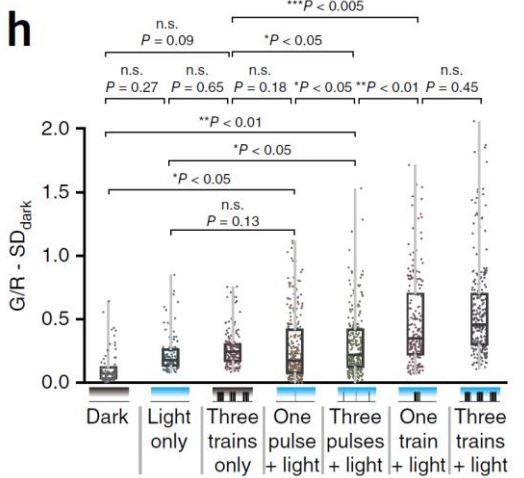 h
***P < 0.005
n.s.
P = 0.09
*P < 0.05
n.s.
P = 0.27
n.s.
P = 0.65
n.s.
P = 0.18
*P < 0.05
**P < 0.01
n.s.
P = 0.45
**P < 0.01
*P < 0.05
*P < 0.05
n.s.
P = 0.13
G/R - SDdark
2.0
1.5
1.0
0.5
0.0
Dark
Light
only
Three
trains
only
One
pulse
+ light
Three
pulses
+ light
One
train
+ light
Three
trains
+ light